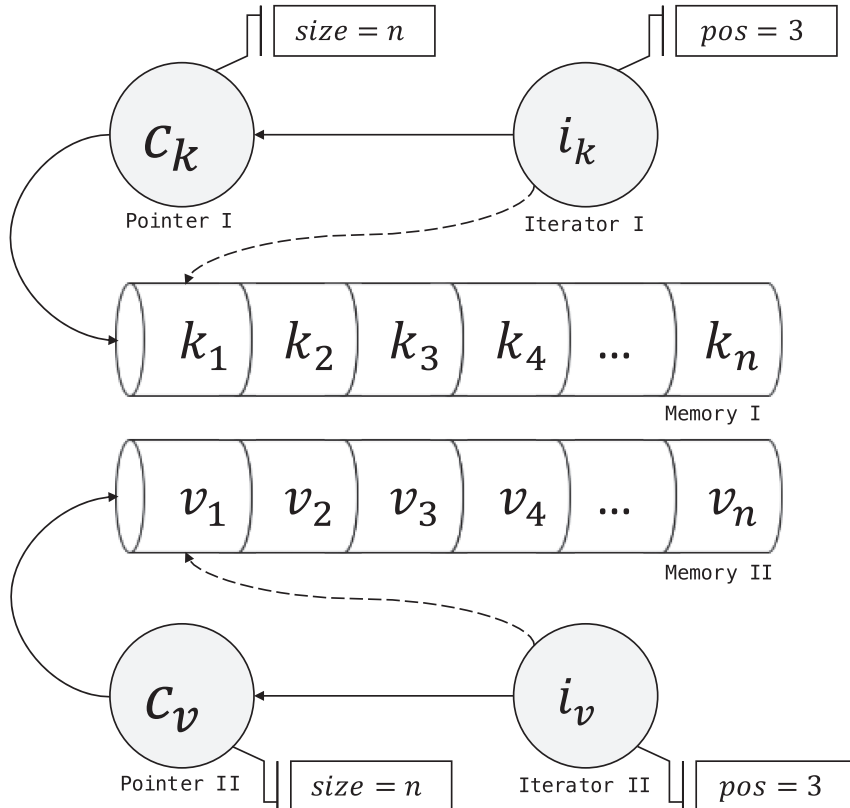 size = n
pos = 3
c_k
i_k
Pointer I
Iterator I
k_1 k_2 k_3 k_4 ... k_n
Memory I
v_1 v_2 v_3 v_4 ... v_n
Memory II
c_v
i_v
Pointer II
Iterator II
size = n
pos = 3